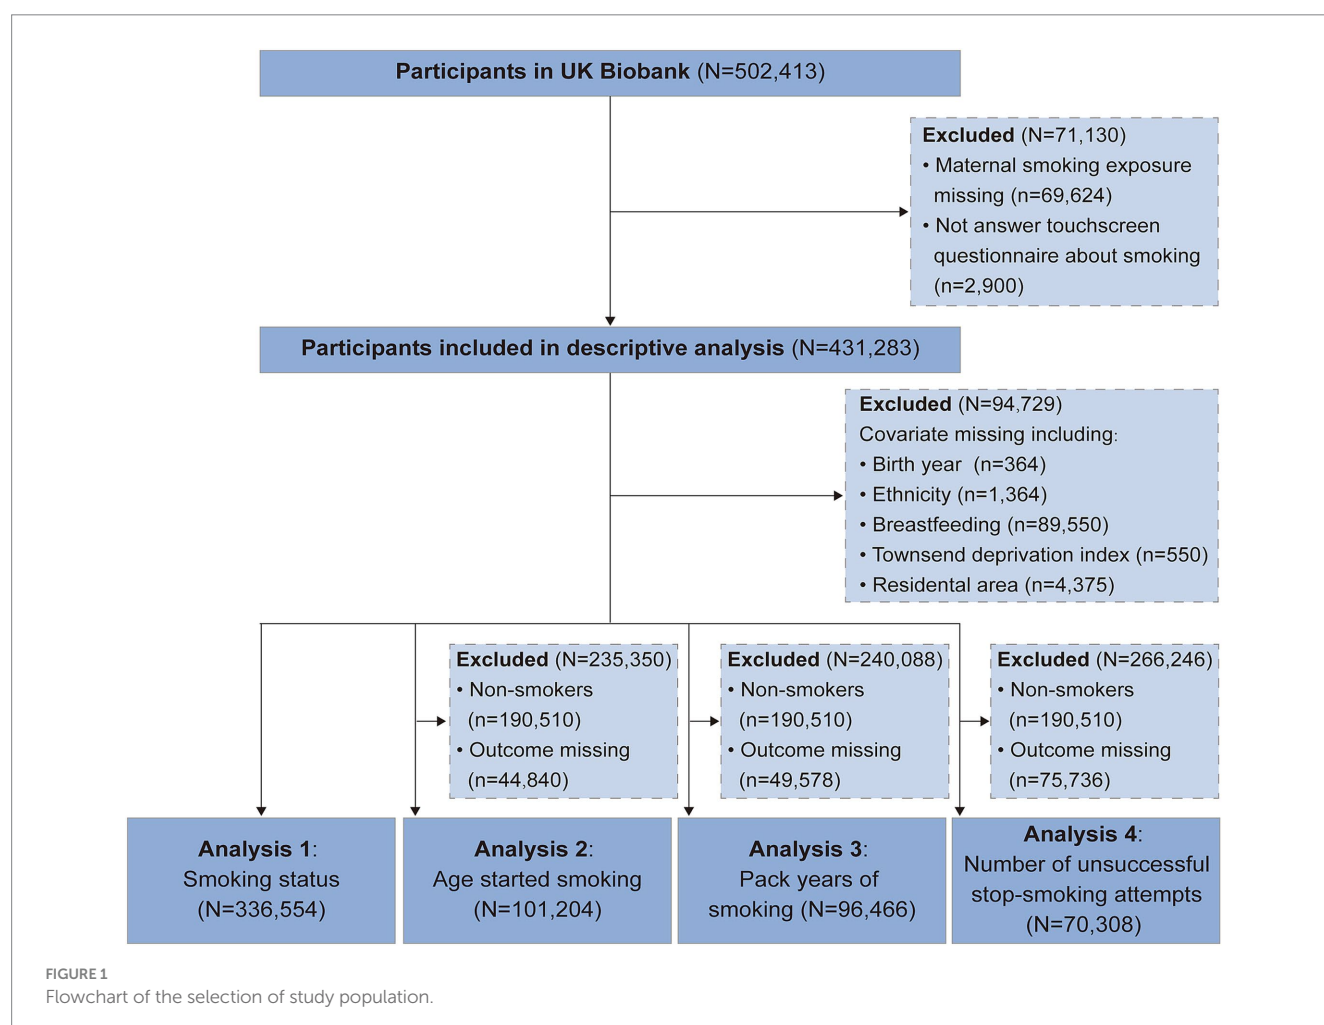 Participants in UK Biobank (N=502,413)
Excluded (N=71,130)
• Maternal smoking exposure
missing (n=69,624)
• Not answer touchscreen
questionnaire about smoking
(n=2,900)
Participants included in descriptive analysis (N=431,283)
Excluded (N=94,729)
Covariate missing including:
• Birth year (n=364)
• Ethnicity (n=1,364)
• Breastfeeding (n=89,550)
• Townsend deprivation index (n=550)
• Residental area (n=4,375)
Excluded (N=235,350)
• Non-smokers
(n=190,510)
• Outcome missing
(n=44,840)
Excluded (N=240,088)
• Non-smokers
(n=190,510)
• Outcome missing
(n=49,578)
Excluded (N=266,246)
• Non-smokers
(n=190,510)
• Outcome missing
(n=75,736)
Analysis 1:
Smoking status
(N=336,554)
Analysis 2:
Age started smoking
(N=101,204)
Analysis 3:
Pack years of
smoking (N=96,466)
Analysis 4:
Number of unsuccessful
stop-smoking attempts
(N=70,308)
FIGURE 1
Flowchart of the selection of study population.